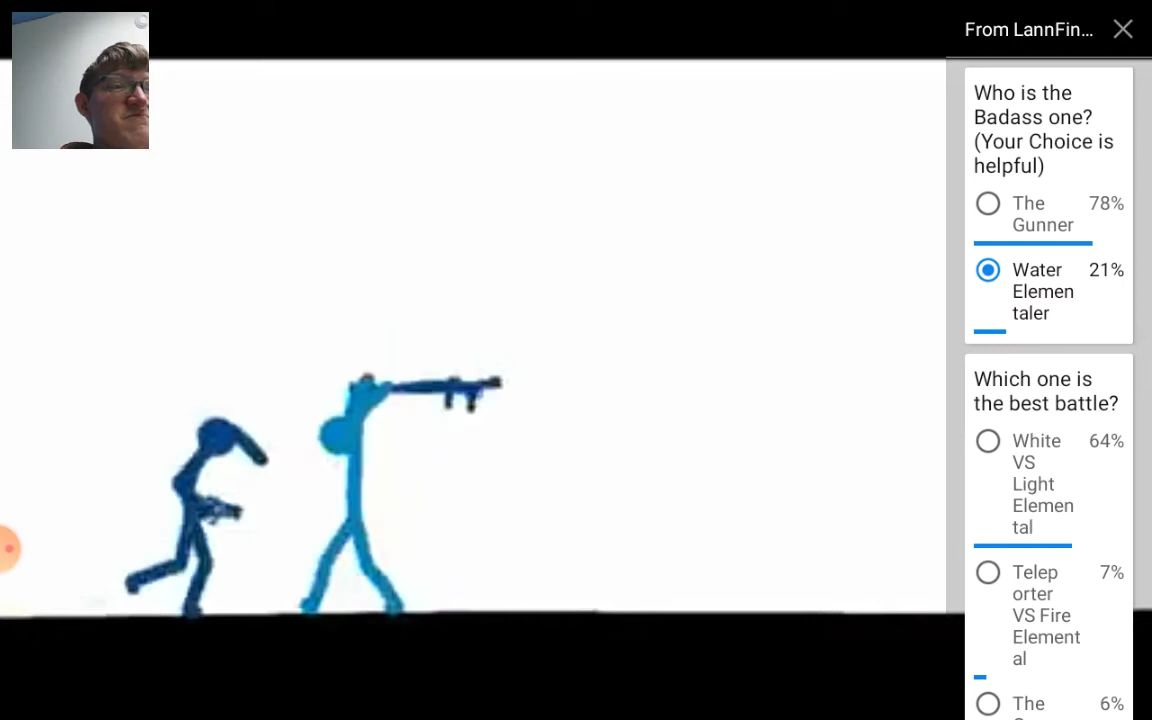 From LannFin...
Who is the
Badass one?
(Your Choice is
helpful)
The 78%
Gunner
Water 21%
Elemen
taler
Which one is
the best battle?
White 64%
VS
Light
Elemen
tal
Telep 7%
orter
VS Fire
Element
al
The 6%